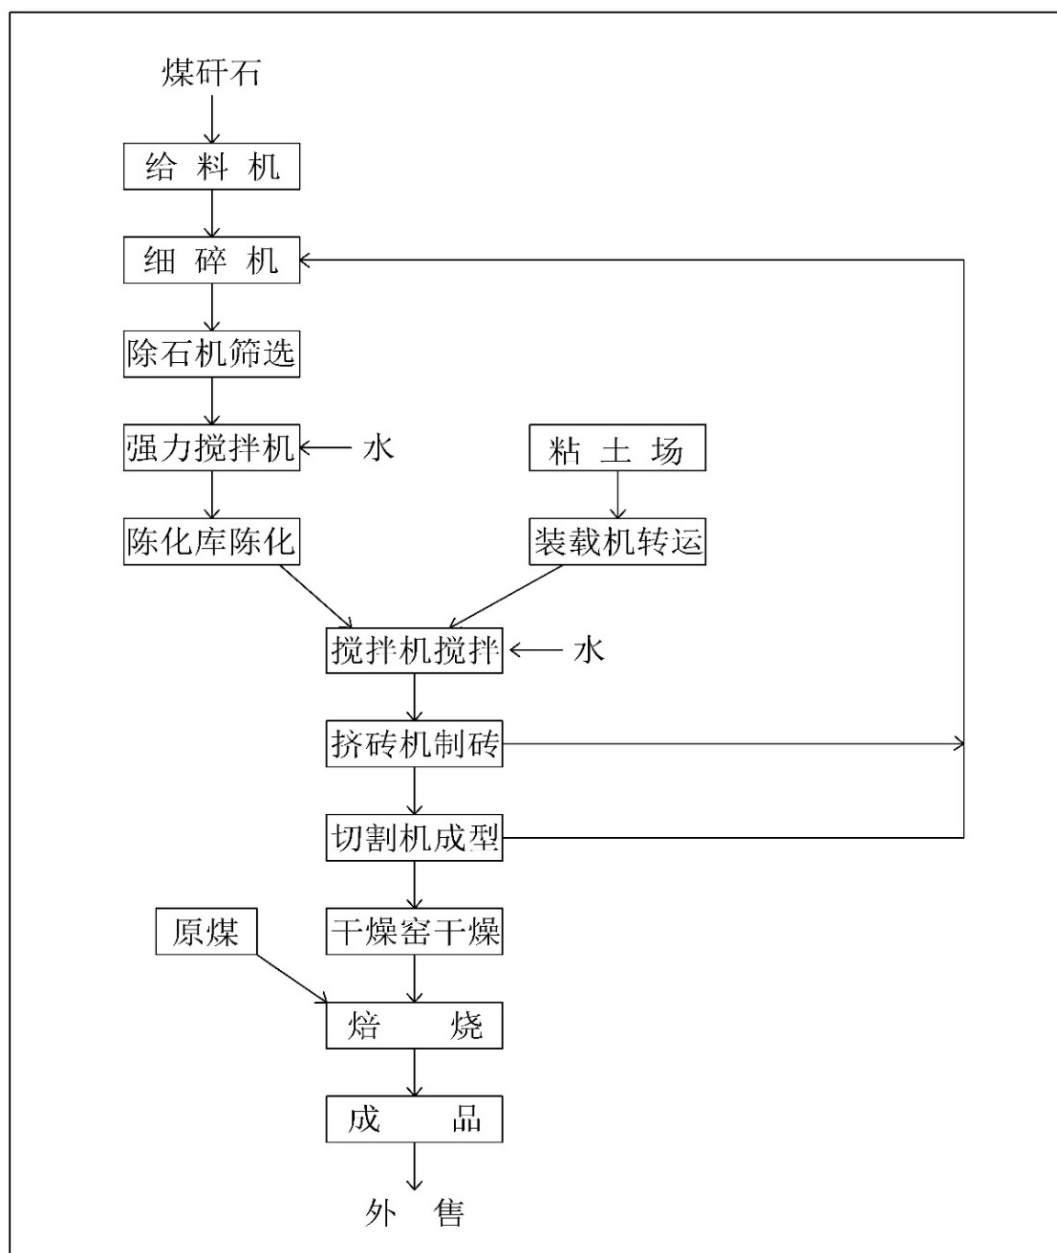 煤矸石
给料机
细碎机
除石机筛选
强力搅拌机
水
粘土场
陈化库陈化
装载机转运
搅拌机搅拌
水
挤砖机制砖
切割机成型
原煤
干燥窑干燥
焙烧
成品
外售